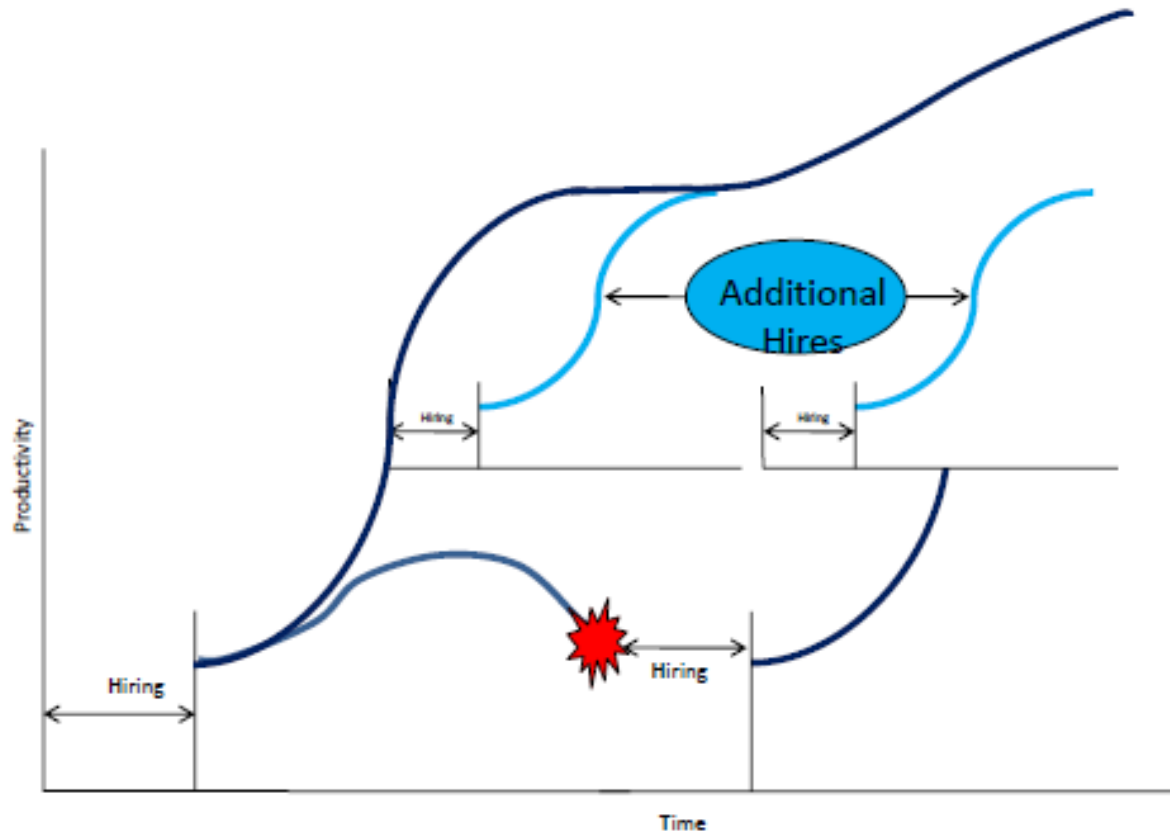 Additional
Hires
Hiring
Hiring
Productivity
Hiring
Hiring
Time